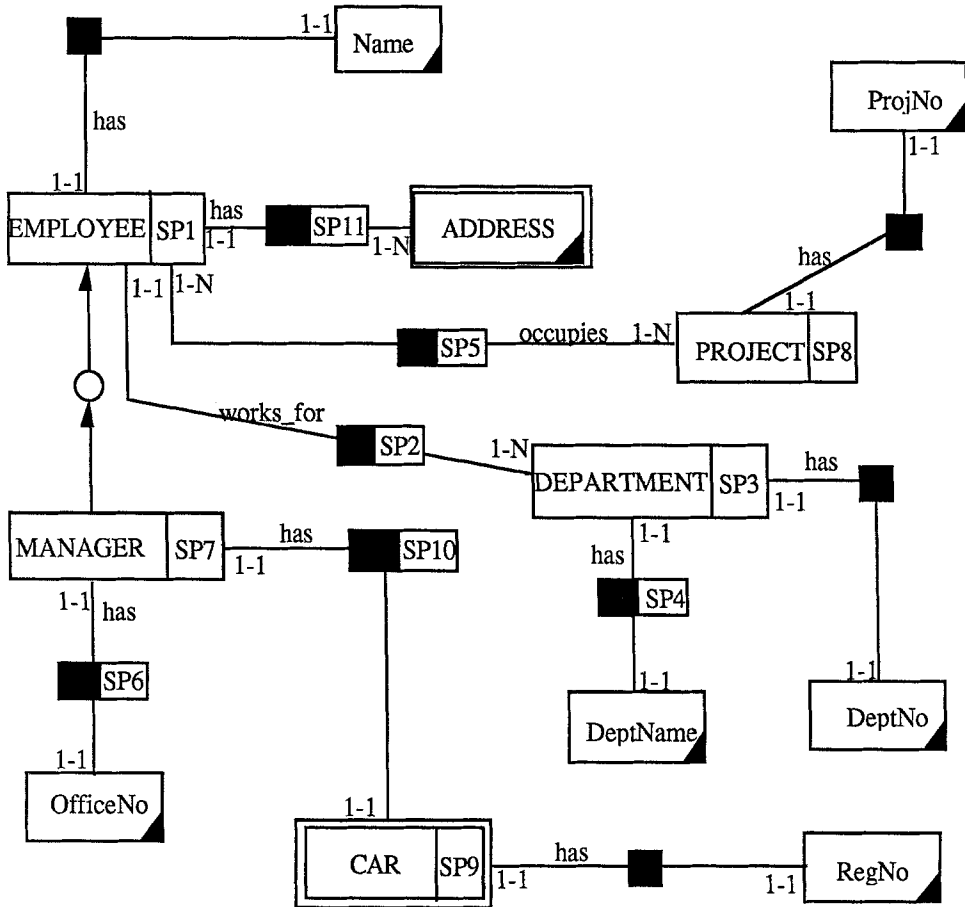 1-1
1-1
Name
ProjNo
has
1-1
1-1
EMPLOYEE
SP1
has
1-1
SP11
1-N
ADDRESS
has
1-1
1-N
1-1
SP5
occupies
1-N
PROJECT
SP8
works_for
SP2
1-N
DEPARTMENT
SP3
has
1-1
MANAGER
SP7
has
1-1
SP10
1-1
has
1-1
has
SP4
SP6
1-1
1-1
DeptName
DeptNo
1-1
OfficeNo
1-1
CAR
SP9
has
1-1
1-1
RegNo